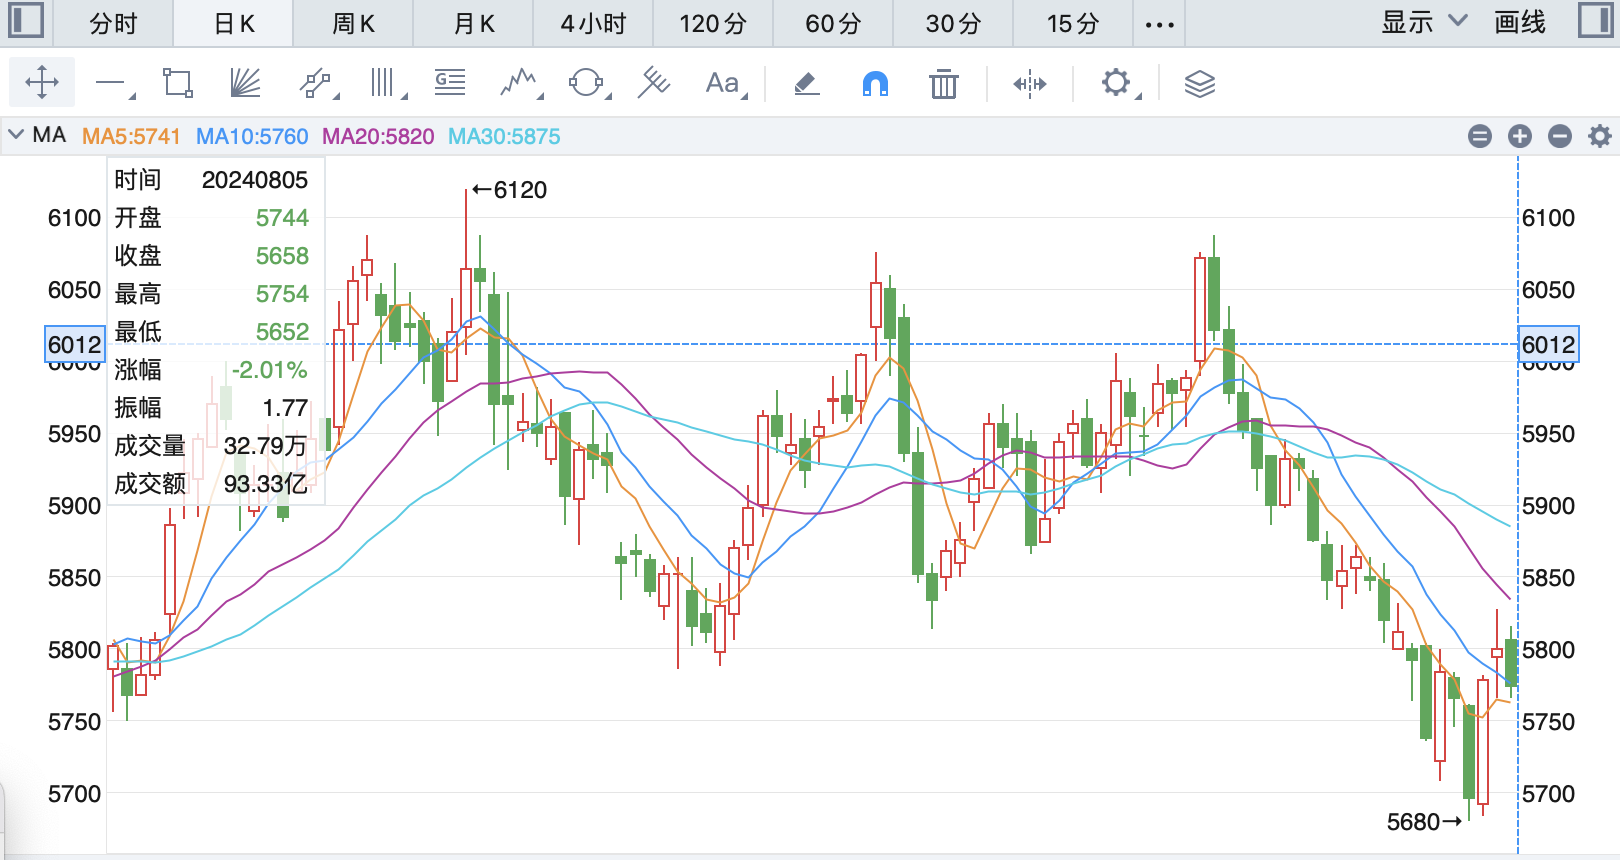 分时 日K 周K 月K 4小时 120分 60分 30分 15分 ... 显示 画线
G Aa
MA MA5:5741 MA10:5760 MA20:5820 MA30:5875
时间 20240805
开盘 5744
收盘 5658
最高 5754
最低 5652
涨幅 -2.01%
振幅 1.77
成交量 32.79万
成交额 93.33亿
←6120
6100 6100
6050 6050
6012 6012
6000 6000
5950 5950
5900 5900
5850 5850
5800 5800
5750 5750
5700 5700
5680→